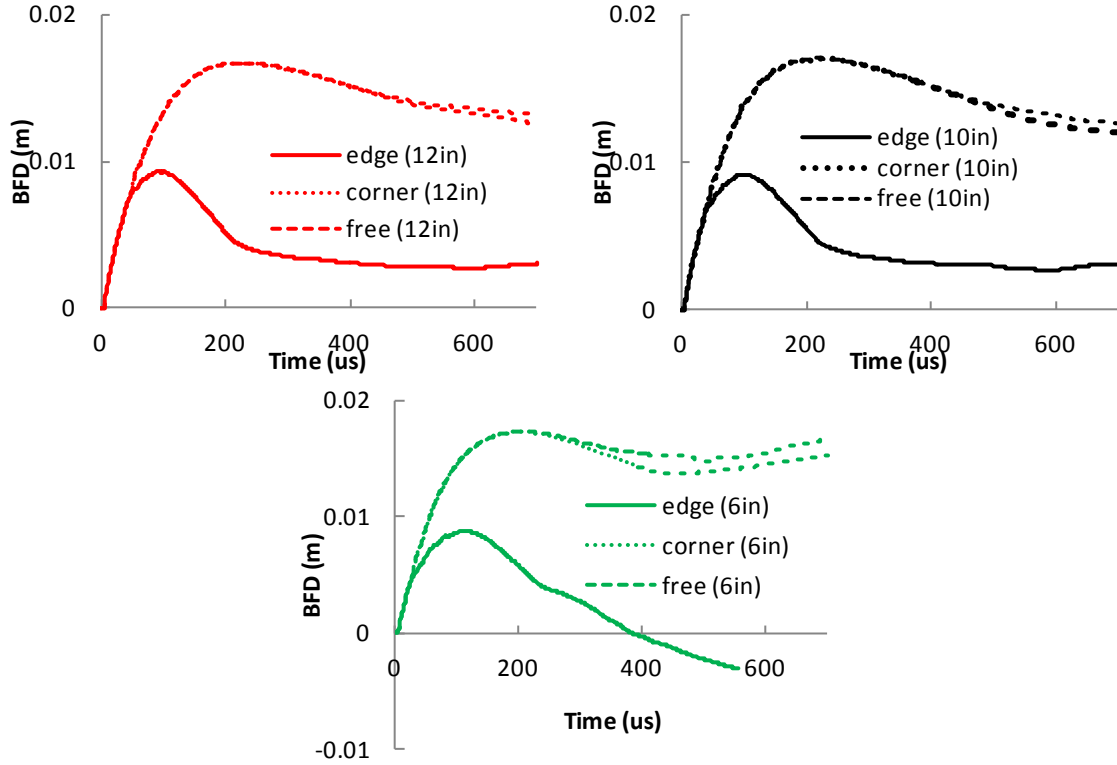 0.02
0.01
0
BFD (m)
edge (12in)
corner (12in)
free (12in)
0 200 400 600
Time (us)
0.02
0.01
0
BFD (m)
edge (10in)
corner (10in)
free (10in)
0 200 400 600
Time (us)
0.02
0.01
0
-0.01
BFD (m)
edge (6in)
corner (6in)
free (6in)
0 200 400 600
Time (us)